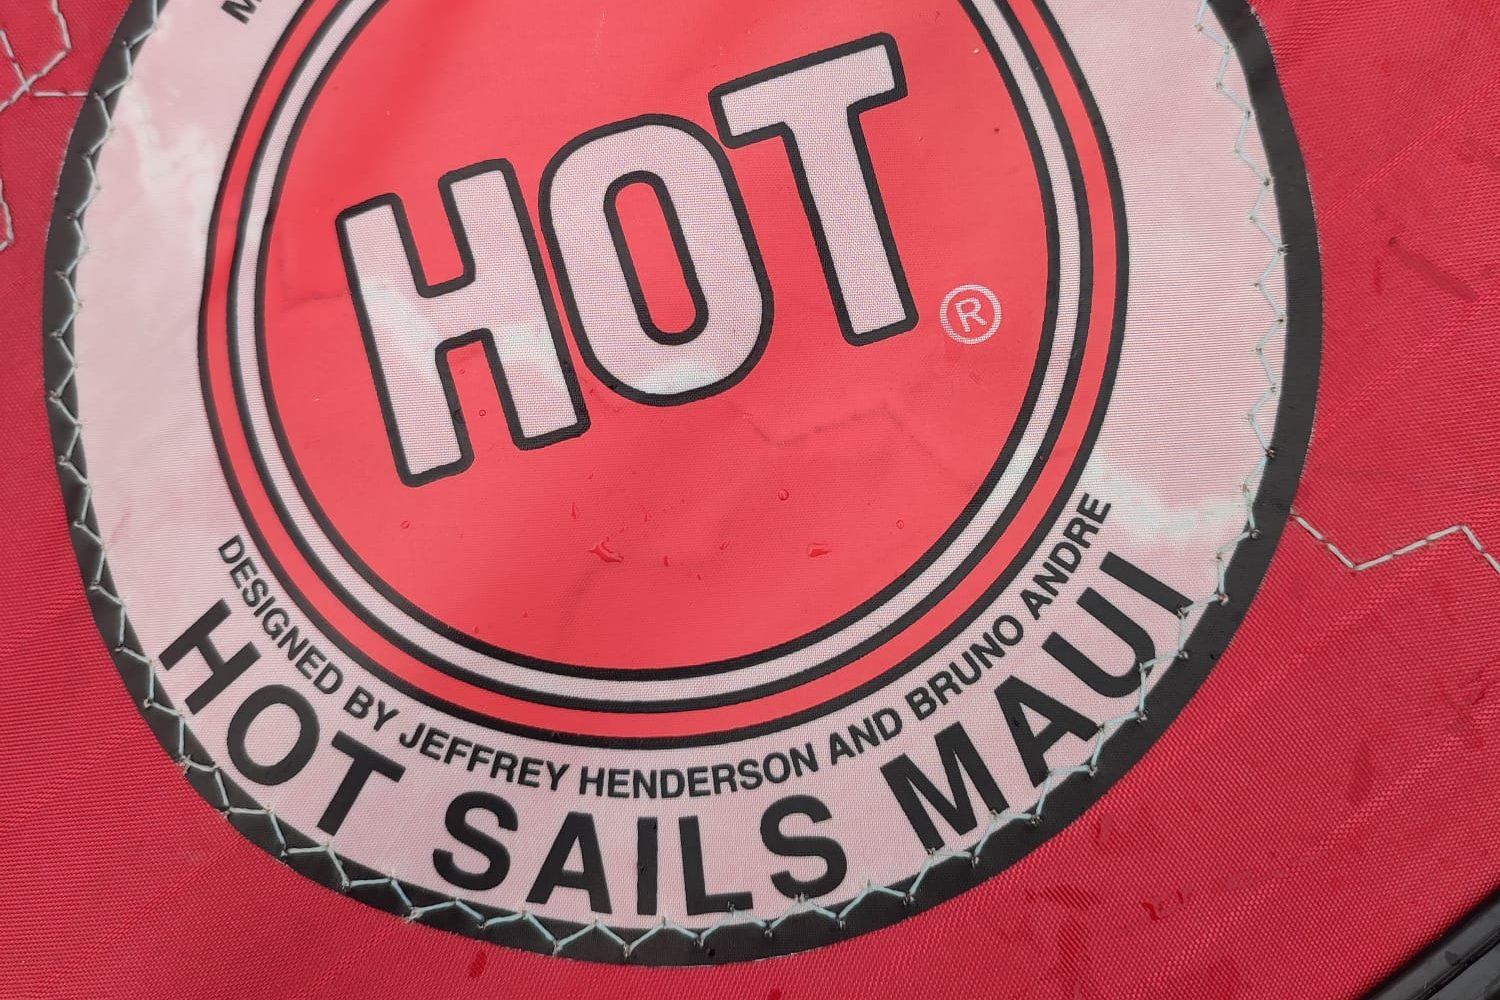 HOT
®
DESIGNED BY JEFFREY HENDERSON AND BRUNO ANDRE
HOT SAILS MAUI